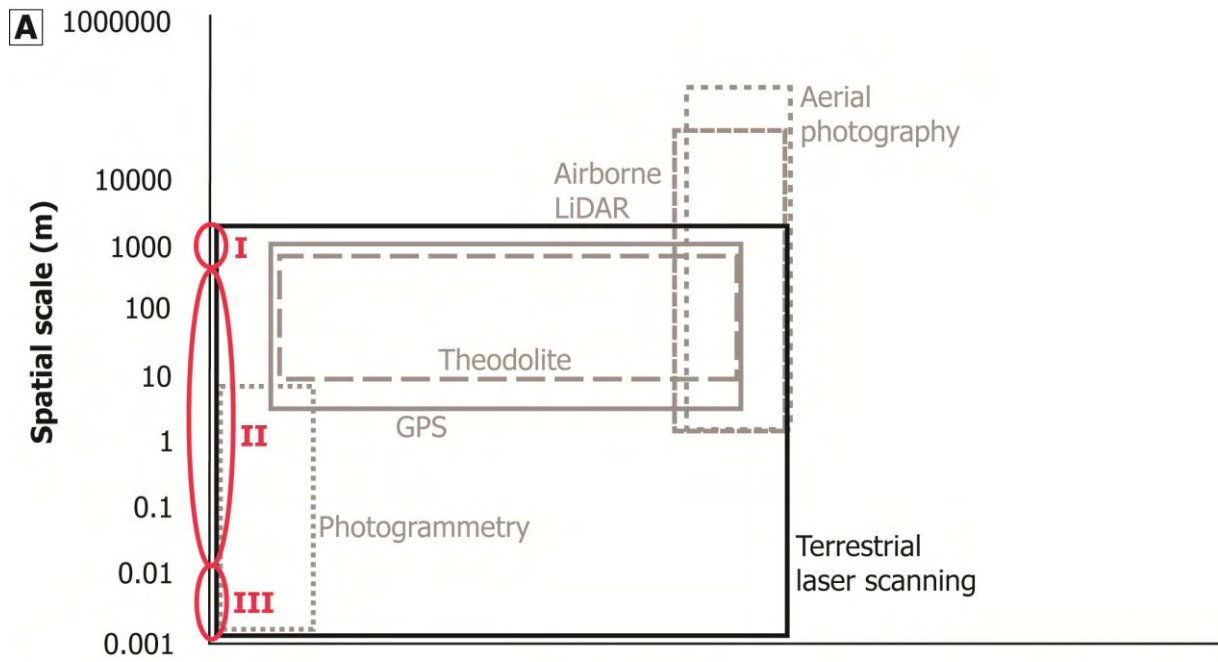 A
1000000
Aerial
photography
Airborne
LiDAR
10000
I
1000
100
Theodolite
10
GPS
II
1
0.1
Photogrammetry
Terrestrial
laser scanning
0.01
III
0.001
Spatial scale (m)